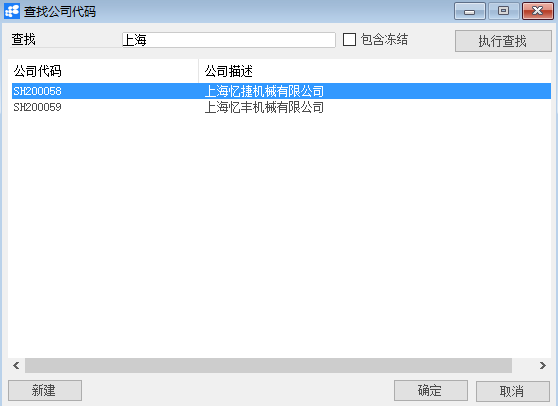 查找公司代码
查找 上海 包含冻结 执行查找
公司代码 公司描述
SH200058 上海忆捷机械有限公司
SH200059 上海忆丰机械有限公司
新建 确定 取消